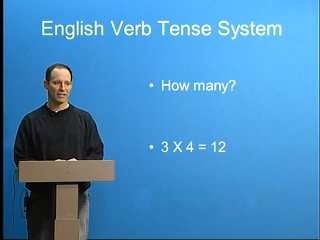 English Verb Tense System
• How many?
• 3 X 4 = 12